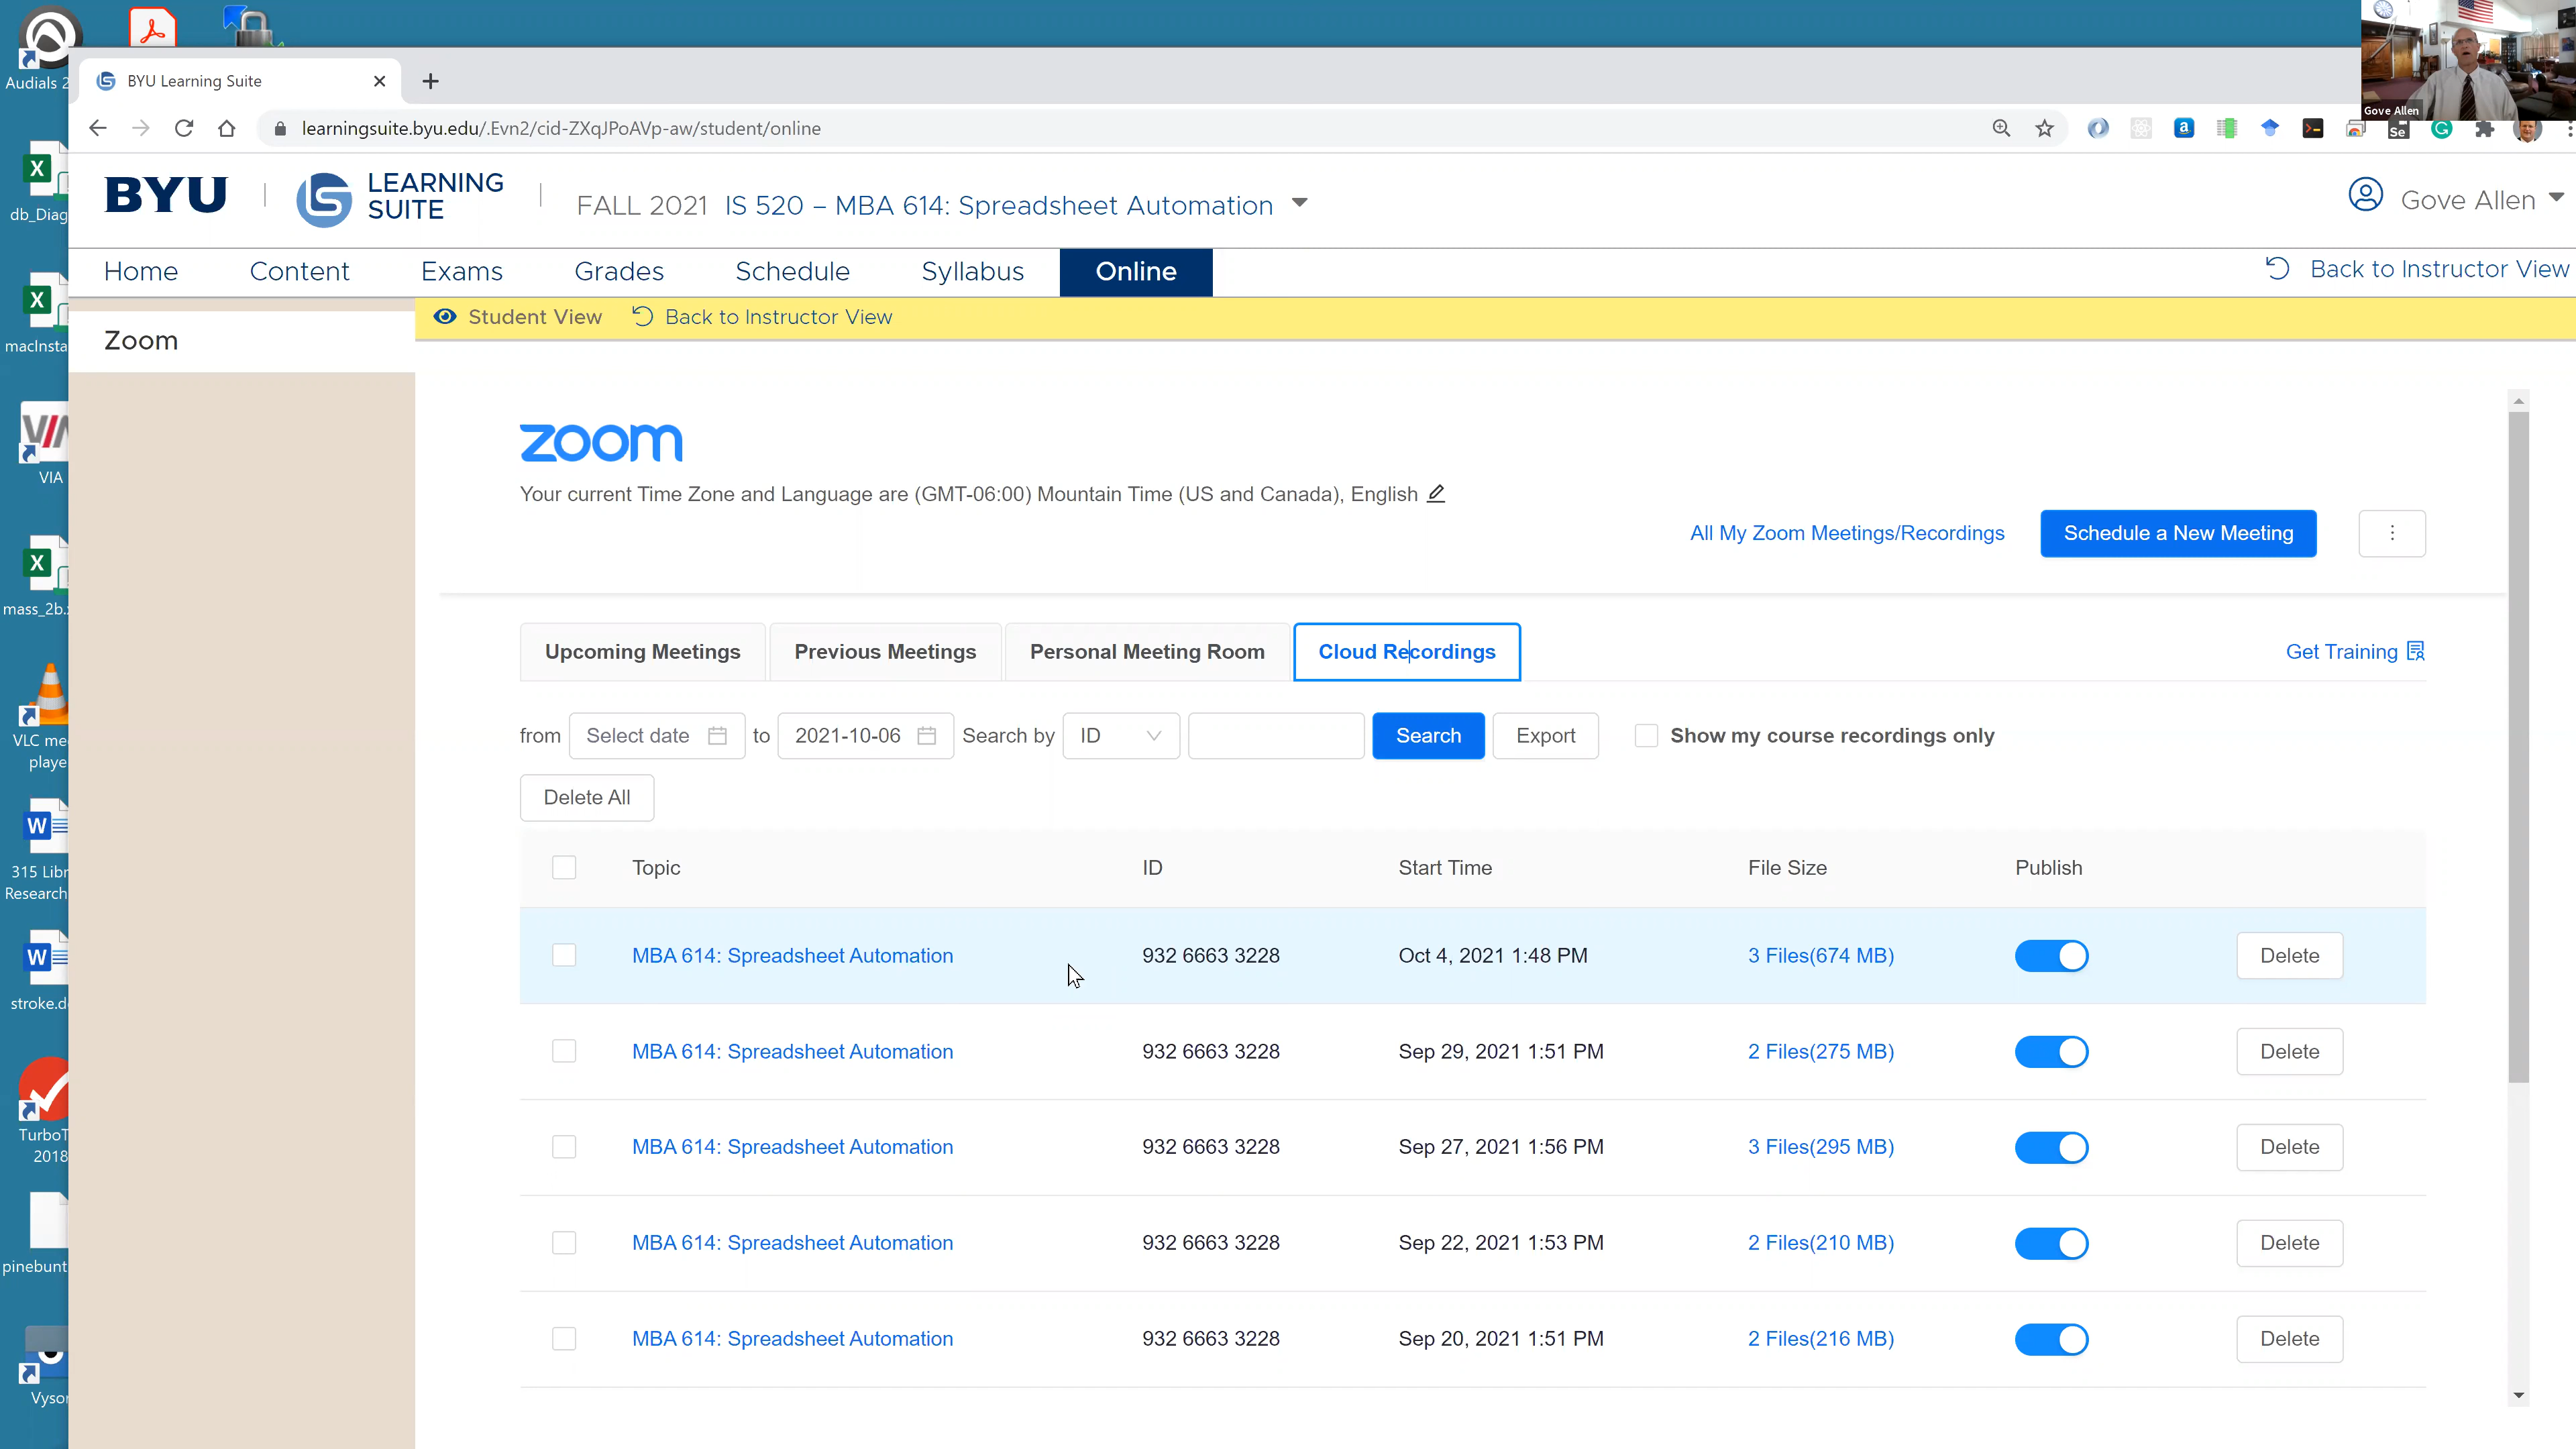 Audials 2
BYU Learning Suite
Gove Allen
learningsuite.byu.edu/.Evn2/cid-ZXqJPoAVp-aw/student/online
BYU LEARNING SUITE FALL 2021 IS 520 – MBA 614: Spreadsheet Automation Gove Allen
db_Diag
Home Content Exams Grades Schedule Syllabus Online Back to Instructor View
Student View Back to Instructor View
Zoom
macInsta
zoom
VIA
Your current Time Zone and Language are (GMT-06:00) Mountain Time (US and Canada), English
All My Zoom Meetings/Recordings Schedule a New Meeting
mass_2b.
Upcoming Meetings Previous Meetings Personal Meeting Room Cloud Recordings Get Training
from Select date to 2021-10-06 Search by ID Search Export Show my course recordings only
VLC me
playe
Delete All
Topic ID Start Time File Size Publish
315 Libr
Research
MBA 614: Spreadsheet Automation 932 6663 3228 Oct 4, 2021 1:48 PM 3 Files(674 MB) Delete
stroke.d
MBA 614: Spreadsheet Automation 932 6663 3228 Sep 29, 2021 1:51 PM 2 Files(275 MB) Delete
TurboT
2018
MBA 614: Spreadsheet Automation 932 6663 3228 Sep 27, 2021 1:56 PM 3 Files(295 MB) Delete
pinebunt
MBA 614: Spreadsheet Automation 932 6663 3228 Sep 22, 2021 1:53 PM 2 Files(210 MB) Delete
MBA 614: Spreadsheet Automation 932 6663 3228 Sep 20, 2021 1:51 PM 2 Files(216 MB) Delete
Vysor